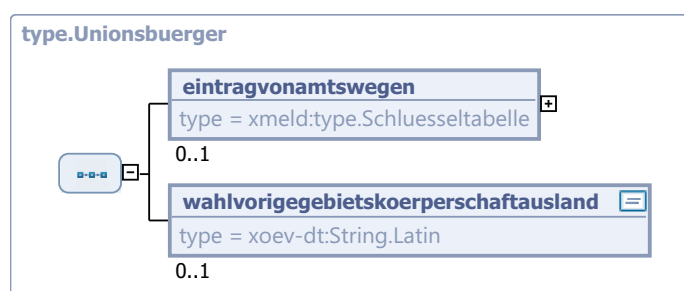 type.Unionsbuerger
eintragvonamtswegen
type = xmeld:type.Schluesseltabelle
0..1
wahlvorigegebietskoerperschaftausland
type = xoev-dt:String.Latin
0..1